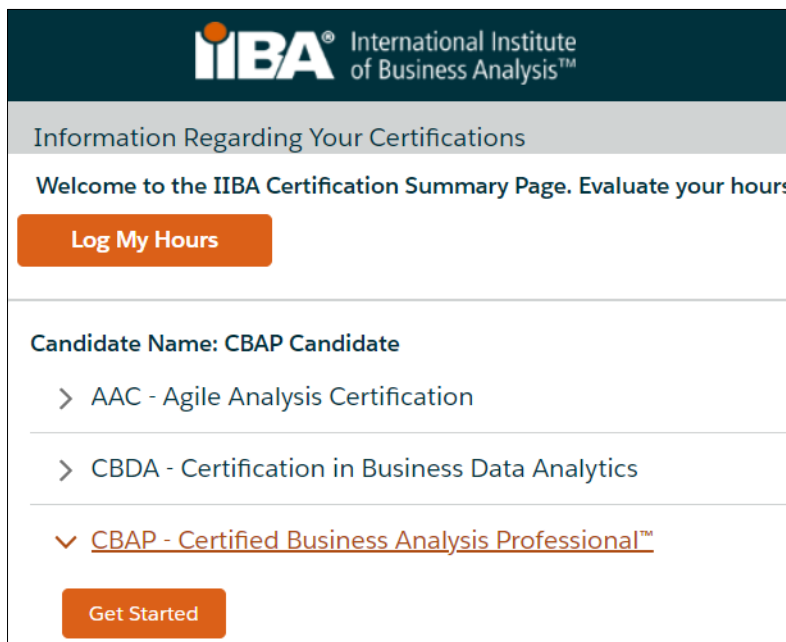 iiBA® International Institute
of Business Analysis™
Information Regarding Your Certifications
Welcome to the IIBA Certification Summary Page. Evaluate your hours
Log My Hours
Candidate Name: CBAP Candidate
AAC - Agile Analysis Certification
CBDA - Certification in Business Data Analytics
CBAP - Certified Business Analysis Professional™
Get Started